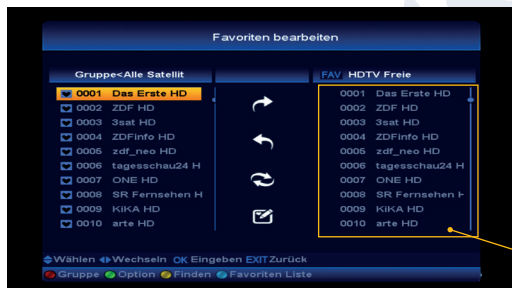 Favoriten bearbeiten
Gruppe<Alle Satellit
FAV HDTV Freie
0001 Das Erste HD
0002 ZDF HD
0003 3sat HD
0004 ZDFinfo HD
0005 zdf_neo HD
0006 tagesschau24 H
0007 ONE HD
0008 SR Fernsehen H
0009 KiKA HD
0010 arte HD
0001 Das Erste HD
0002 ZDF HD
0003 3sat HD
0004 ZDFinfo HD
0005 zdf_neo HD
0006 tagesschau24 H
0007 ONE HD
0008 SR Fernsehen H
0009 KiKA HD
0010 arte HD
Wählen Wechseln OK Eingeben EXIT Zurück
Gruppe Option Finden Favoriten Liste